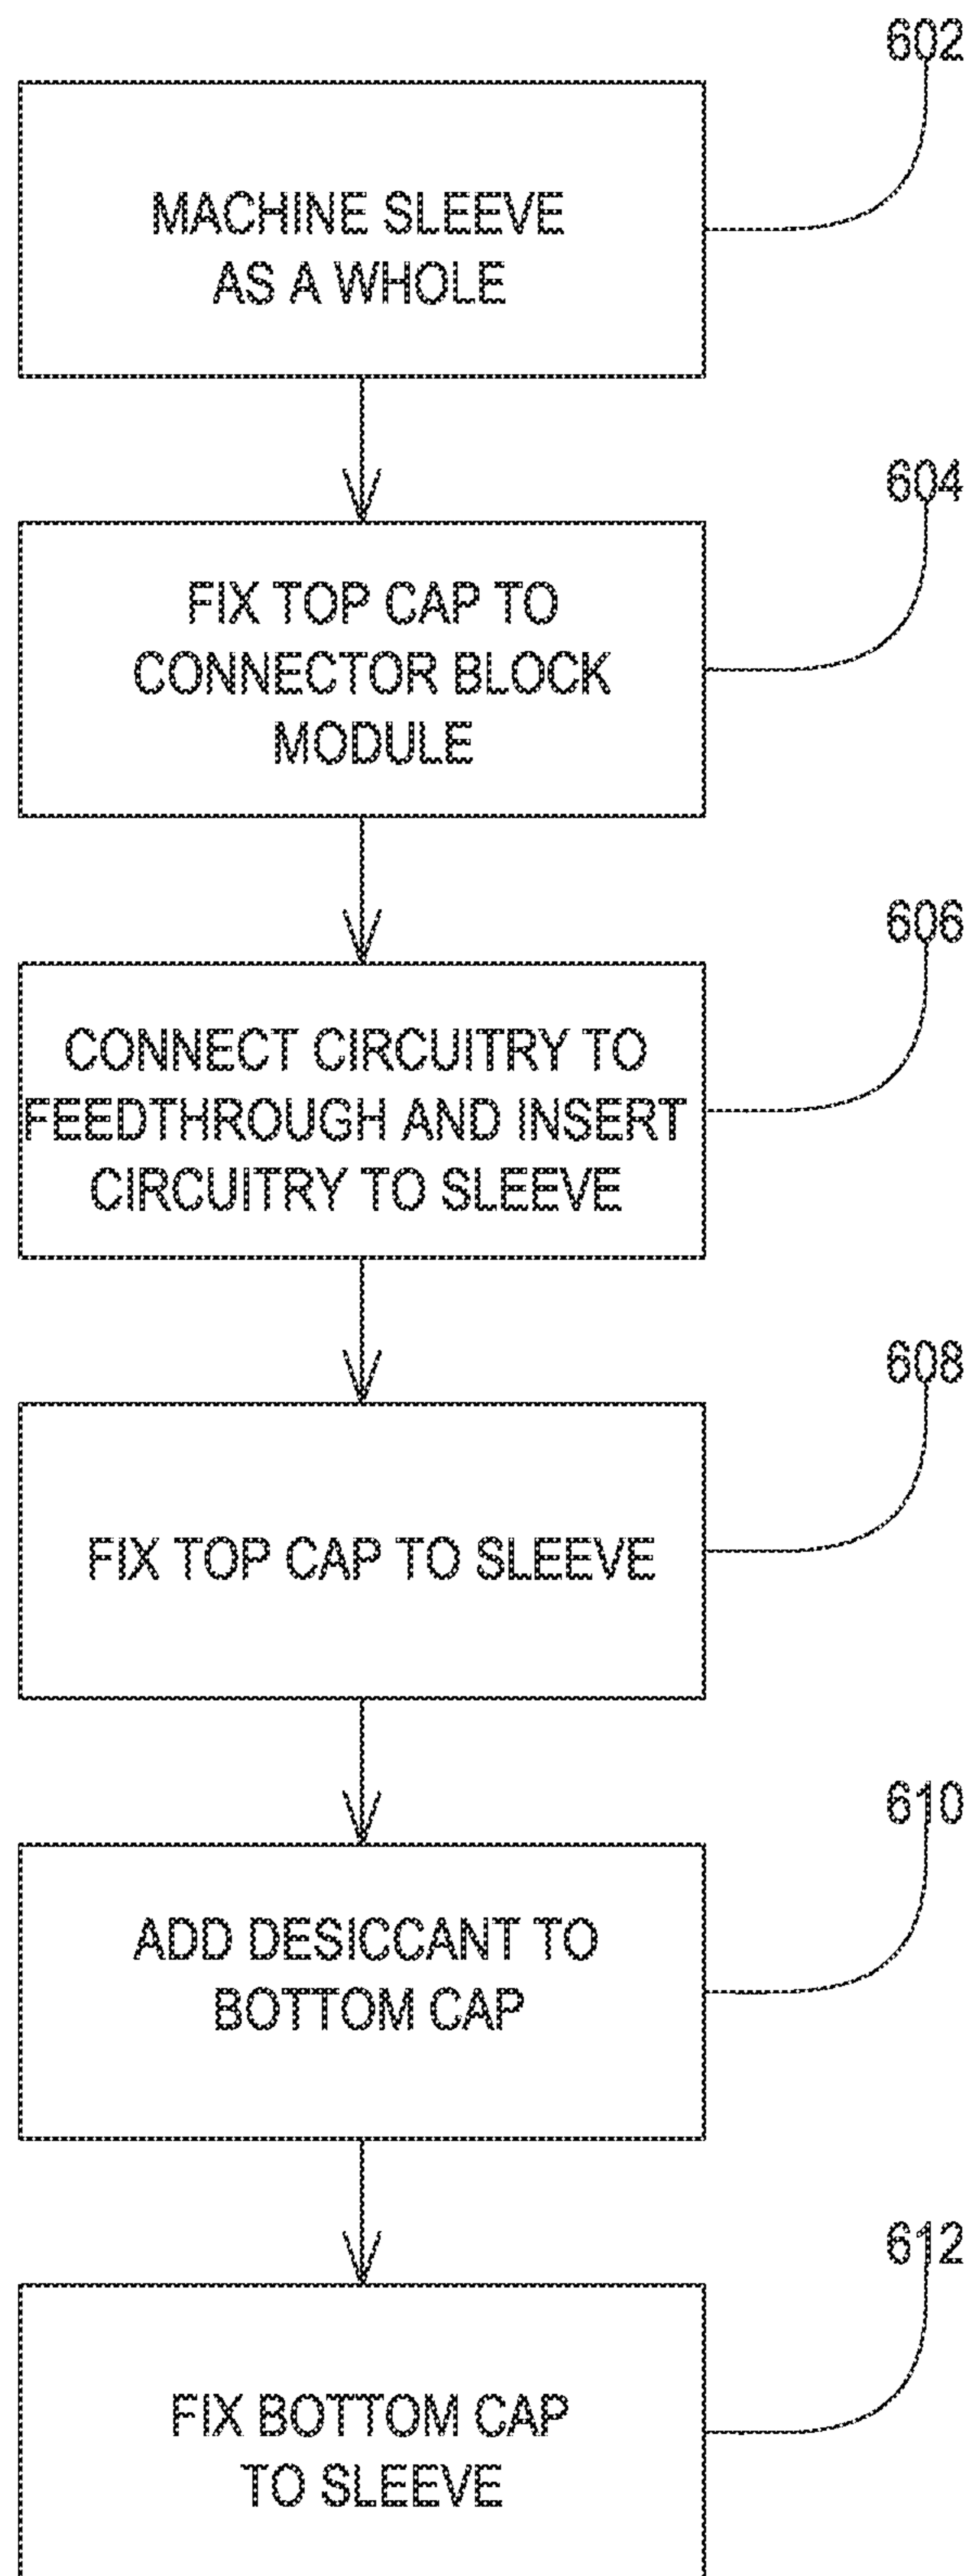 602
MACHINE SLEEVE
AS A WHOLE
604
FIX TOP CAP TO
CONNECTOR BLOCK
MODULE
606
CONNECT CIRCUITRY TO
FEEDTHROUGH AND INSERT
CIRCUITRY TO SLEEVE
608
FIX TOP CAP TO SLEEVE
610
ADD DESICCANT TO
BOTTOM CAP
612
FIX BOTTOM CAP
TO SLEEVE